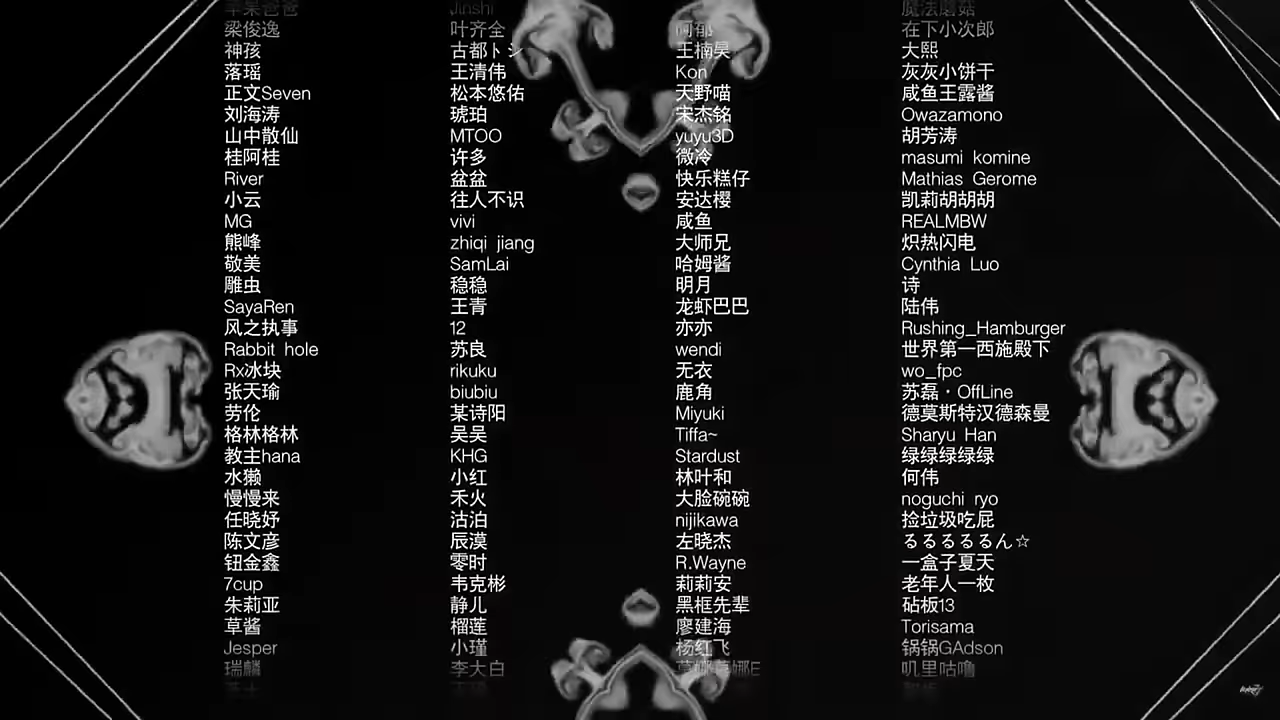 苹果爸爸 Jinshi 魔法蘑菇
梁俊逸 叶齐全 阿郁 在下小次郎
神孩 古都トシ 王楠昊 大熙
落瑶 王清伟 Kon 灰灰小饼干
正文Seven 松本悠佑 天野喵 咸鱼王露酱
刘海涛 琥珀 宋杰铭 Owazamono
山中散仙 MTOO yuyu3D 胡芳涛
桂阿桂 许多 微冷 masumi komine
River 盆盆 快乐糕仔 Mathias Gerome
小云 往人不识 安达樱 凯莉胡胡胡
MG vivi 咸鱼 REALMBW
熊峰 zhiqi jiang 大师兄 炽热闪电
敬美 SamLai 哈姆酱 Cynthia Luo
雕虫 稳稳 明月 诗
SayaRen 王青 龙虾巴巴 陆伟
风之执事 12 亦亦 Rushing_Hamburger
Rabbit hole 苏良 wendi 世界第一西施殿下
Rx冰块 rikuku 无衣 wo_fpc
张天瑜 biubiu 鹿角 苏磊·OffLine
劳伦 某诗阳 Miyuki 德莫斯特汉德森曼
格林格林 吴吴 Tiffa~ Sharyu Han
教主hana KHG Stardust 绿绿绿绿绿
水獭 小红 林叶和 何伟
慢慢来 禾火 大脸碗碗 noguchi ryo
任晓妤 沽泊 nijikawa 捡垃圾吃屁
陈文彦 辰漠 左晓杰 るるるるるん☆
钮金鑫 零时 R.Wayne 一盒子夏天
7cup 韦克彬 莉莉安 老年人一枚
朱莉亚 静儿 黑框先辈 砧板13
草酱 榴莲 廖建海 Torisama
Jesper 小瑾 杨红飞 锅锅GAdson
瑞麟 李大白 叽里咕噜